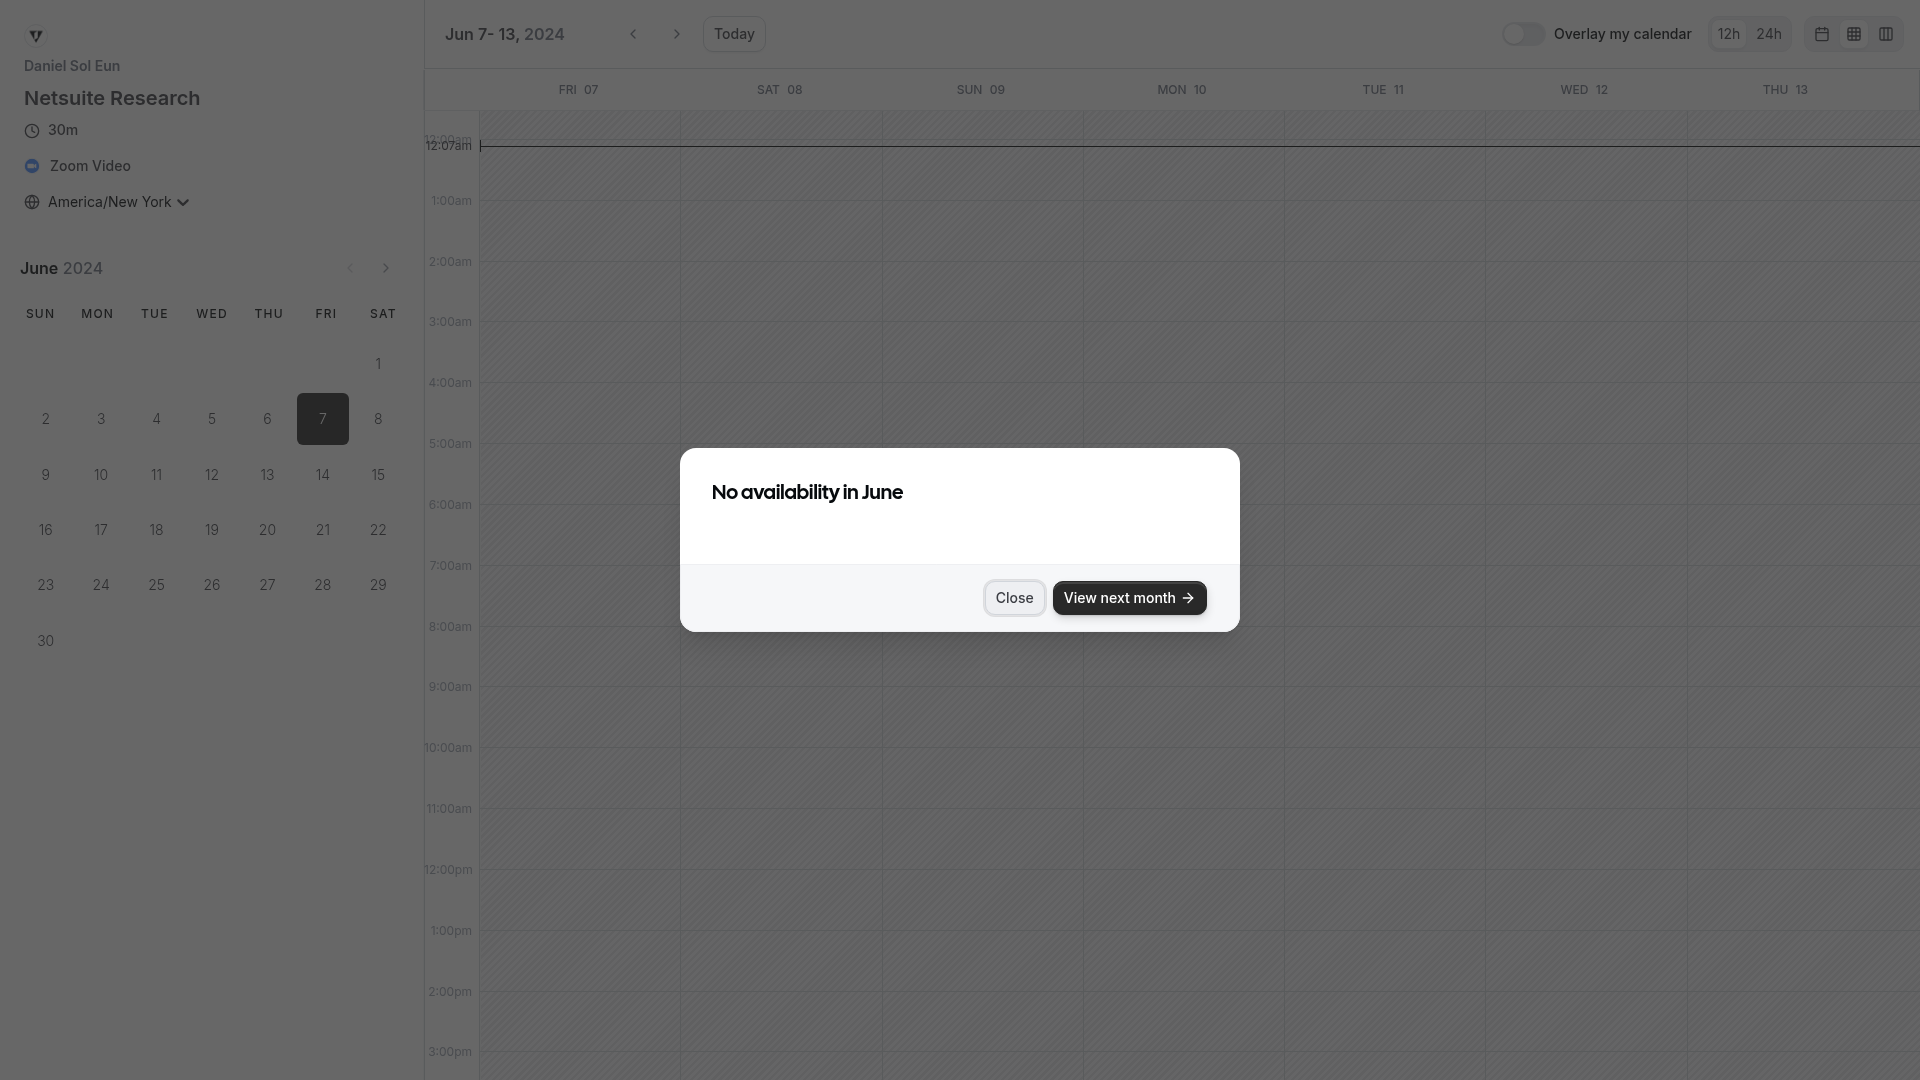 Daniel Sol Eun
Netsuite Research
30m
Zoom Video
America/New York
June 2024
SUN MON TUE WED THU FRI SAT
1
2 3 4 5 6 7 8
9 10 11 12 13 14 15
16 17 18 19 20 21 22
23 24 25 26 27 28 29
30
Jun 7- 13, 2024
Today
Overlay my calendar
12h 24h
FRI 07 SAT 08 SUN 09 MON 10 TUE 11 WED 12 THU 13
12:00am
12:07am
1:00am
2:00am
3:00am
4:00am
5:00am
6:00am
7:00am
8:00am
9:00am
10:00am
11:00am
12:00pm
1:00pm
2:00pm
3:00pm
No availability in June
Close View next month